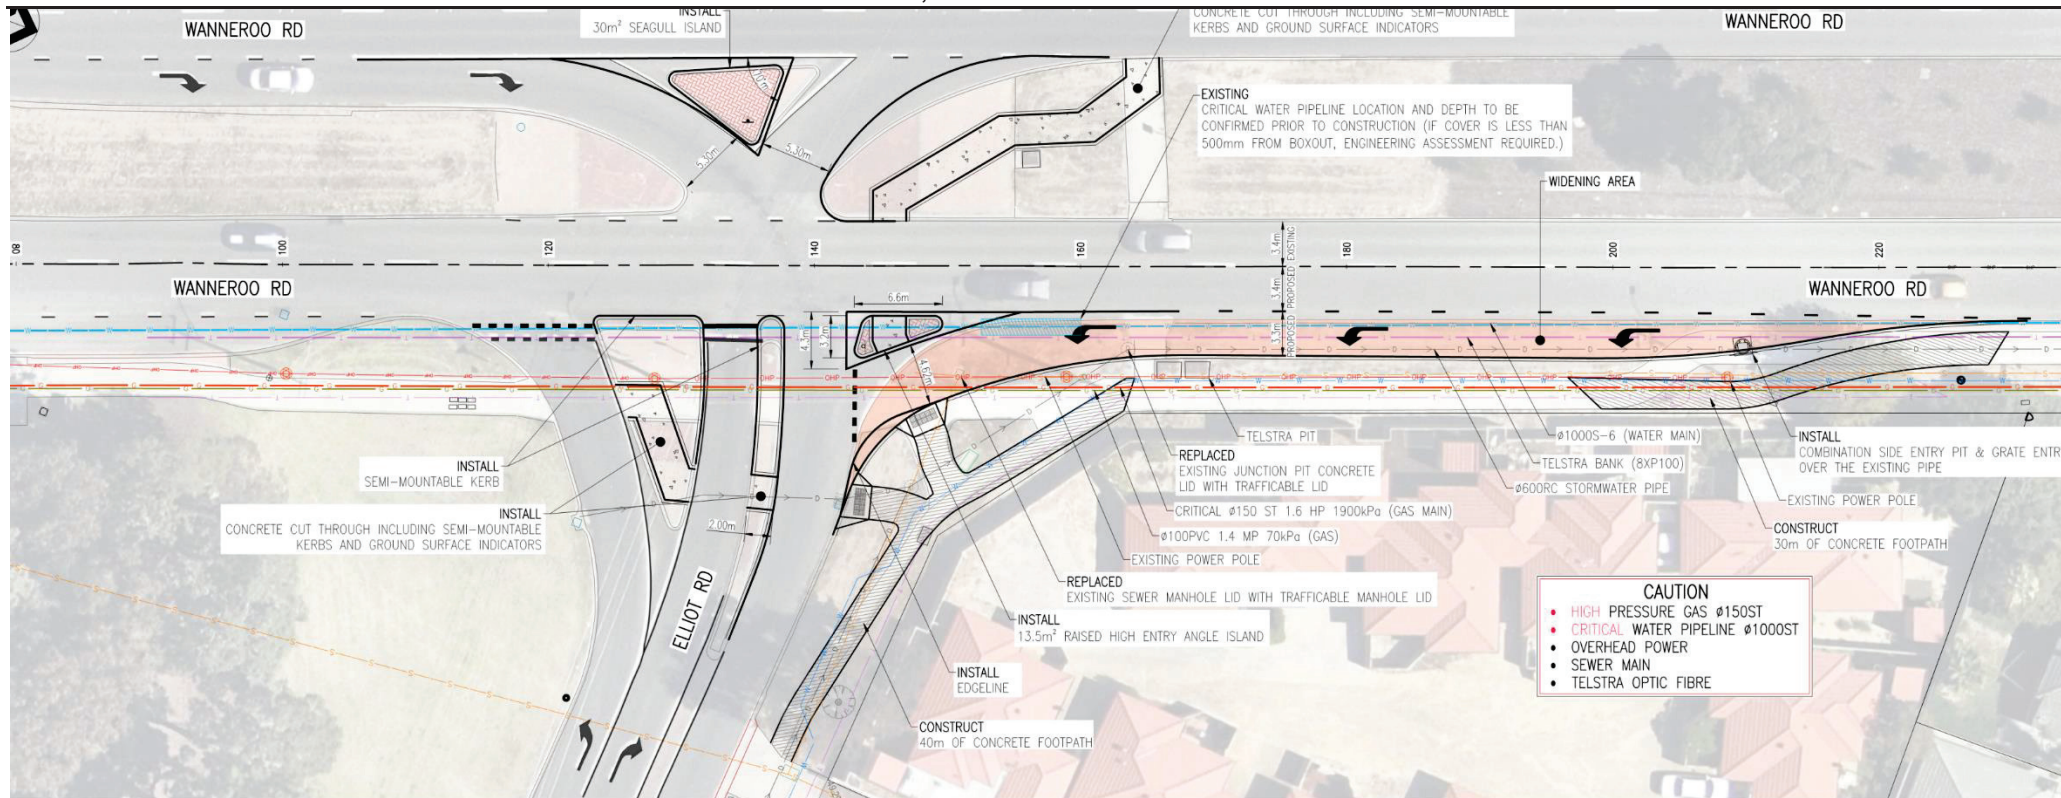 WANNEROO RD
INSTALL
30m² SEAGULL ISLAND
CONCRETE CUT THROUGH INCLUDING SEMI-MOUNTABLE
KERBS AND GROUND SURFACE INDICATORS
WANNEROO RD
EXISTING
CRITICAL WATER PIPELINE LOCATION AND DEPTH TO BE
CONFIRMED PRIOR TO CONSTRUCTION (IF COVER IS LESS THAN
500mm FROM BOXOUT, ENGINEERING ASSESSMENT REQUIRED.)
5.30m
5.30m
WIDENING AREA
80
100
120
140
160
180
200
220
3.4m
EXISTING
3.4m
PROPOSED
3.3m
PROPOSED
WANNEROO RD
WANNEROO RD
6.6m
4.3m
3.2m
4.62m
INSTALL
SEMI-MOUNTABLE KERB
INSTALL
CONCRETE CUT THROUGH INCLUDING SEMI-MOUNTABLE
KERBS AND GROUND SURFACE INDICATORS
2.00m
TELSTRA PIT
REPLACED
EXISTING JUNCTION PIT CONCRETE
LID WITH TRAFFICABLE LID
CRITICAL ø150 ST 1.6 HP 1900kPa (GAS MAIN)
ø100PVC 1.4 MP 70kPa (GAS)
EXISTING POWER POLE
REPLACED
EXISTING SEWER MANHOLE LID WITH TRAFFICABLE MANHOLE LID
INSTALL
13.5m² RAISED HIGH ENTRY ANGLE ISLAND
INSTALL
EDGELINE
CONSTRUCT
40m OF CONCRETE FOOTPATH
ELLIOT RD
ø1000S-6 (WATER MAIN)
TELSTRA BANK (8XP100)
ø600RC STORMWATER PIPE
INSTALL
COMBINATION SIDE ENTRY PIT & GRATE ENTR
OVER THE EXISTING PIPE
EXISTING POWER POLE
CONSTRUCT
30m OF CONCRETE FOOTPATH
CAUTION
• HIGH PRESSURE GAS ø150ST
• CRITICAL WATER PIPELINE ø1000ST
• OVERHEAD POWER
• SEWER MAIN
• TELSTRA OPTIC FIBRE